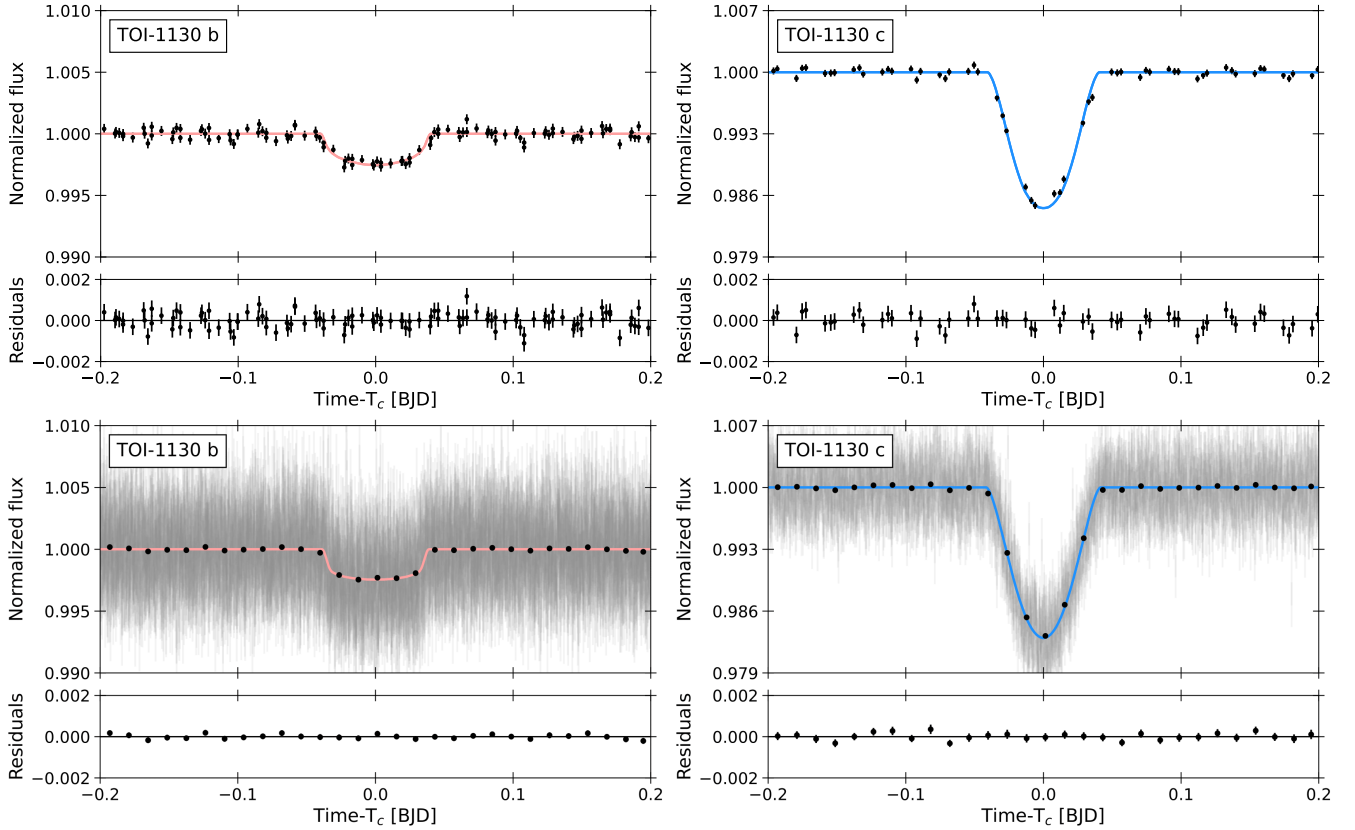 TOI-1130 b
Normalized flux
1.010
1.005
1.000
0.995
0.990
Residuals
0.002
0.000
−0.002
−0.2 −0.1 0.0 0.1 0.2
Time-Tc [BJD]
TOI-1130 c
Normalized flux
1.007
1.000
0.993
0.986
0.979
Residuals
0.002
0.000
−0.002
−0.2 −0.1 0.0 0.1 0.2
Time-Tc [BJD]
TOI-1130 b
Normalized flux
1.010
1.005
1.000
0.995
0.990
Residuals
0.002
0.000
−0.002
−0.2 −0.1 0.0 0.1 0.2
Time-Tc [BJD]
TOI-1130 c
Normalized flux
1.007
1.000
0.993
0.986
0.979
Residuals
0.002
0.000
−0.002
−0.2 −0.1 0.0 0.1 0.2
Time-Tc [BJD]